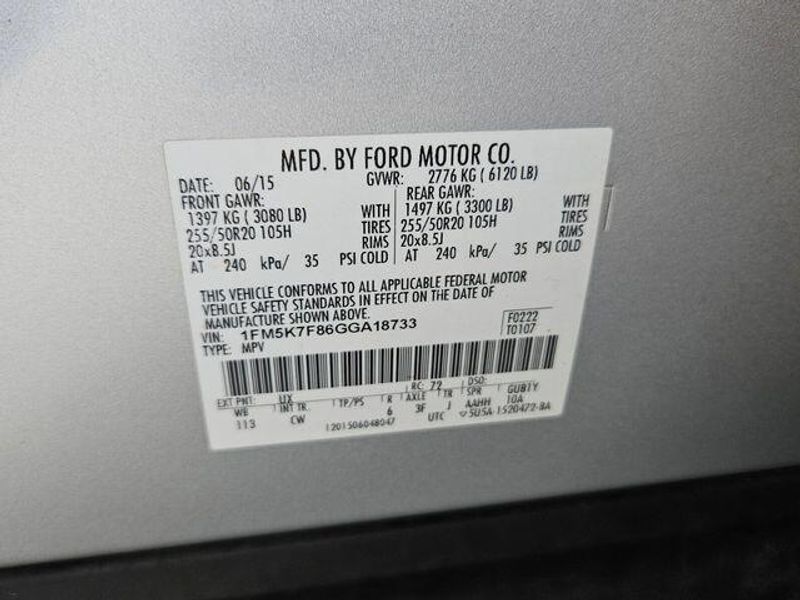 MFD. BY FORD MOTOR CO.
DATE: 06/15 GVWR: 2776 KG ( 6120 LB)
FRONT GAWR: REAR GAWR:
1397 KG ( 3080 LB) WITH 1497 KG ( 3300 LB) WITH
255/50R20 105H TIRES 255/50R20 105H TIRES
20x8.5J RIMS 20x8.5J RIMS
AT 240 kPa/ 35 PSI COLD AT 240 kPa/ 35 PSI COLD
THIS VEHICLE CONFORMS TO ALL APPLICABLE FEDERAL MOTOR
VEHICLE SAFETY STANDARDS IN EFFECT ON THE DATE OF
MANUFACTURE SHOWN ABOVE.
VIN: 1FM5K7F86GGA18733 F0222
TYPE: MPV T0107
EXT PNT: UX RC: 72 DSO:
WB INT TR. TP/PS R AXLE TR SPR GUB1Y
113 CW 6 3F J AAHH 10A
1201506048047 UTC 5U5A-1520472-BA